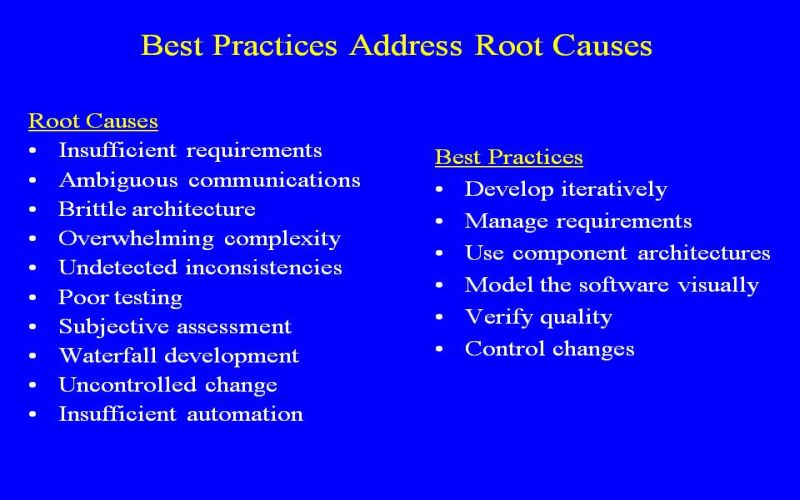 Best Practices Address Root Causes
Root Causes
• Insufficient requirements
• Ambiguous communications
• Brittle architecture
• Overwhelming complexity
• Undetected inconsistencies
• Poor testing
• Subjective assessment
• Waterfall development
• Uncontrolled change
• Insufficient automation
Best Practices
• Develop iteratively
• Manage requirements
• Use component architectures
• Model the software visually
• Verify quality
• Control changes